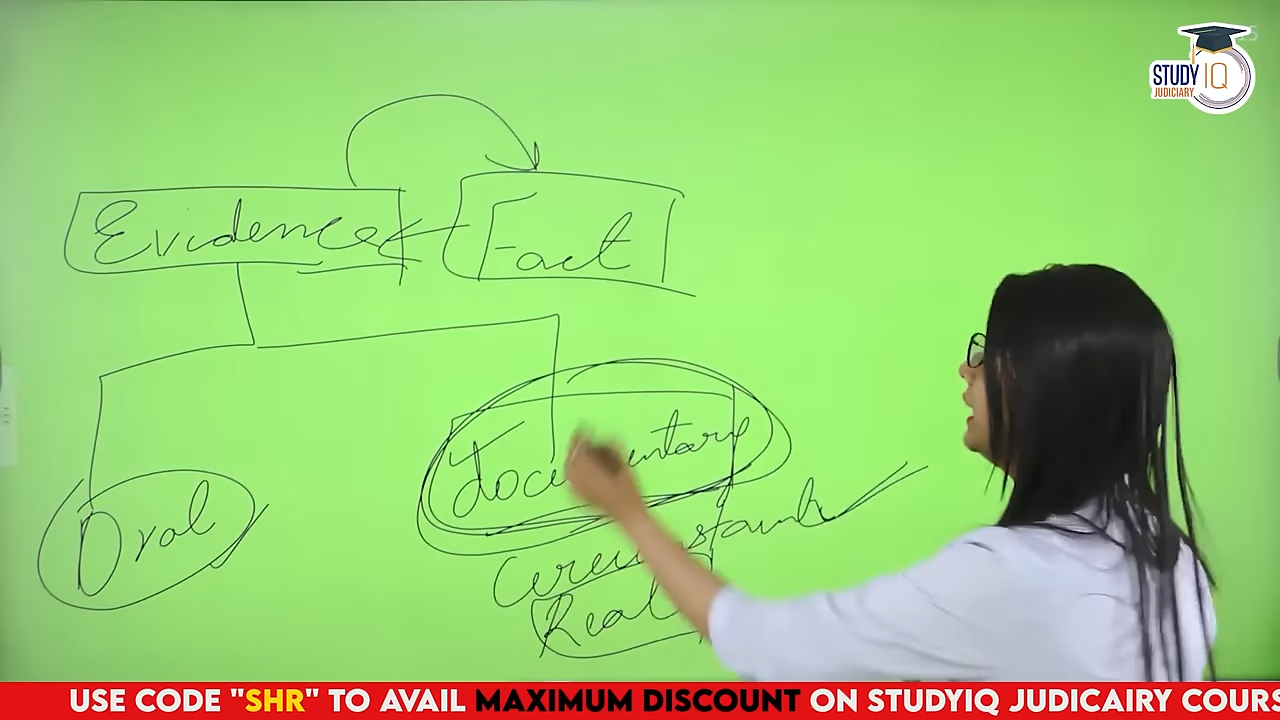 STUDY IQ
JUDICIARY
Evidence Fact
Documentary
Oral
Real
USE CODE "SHR" TO AVAIL MAXIMUM DISCOUNT ON STUDYIQ JUDICAIRY COURS